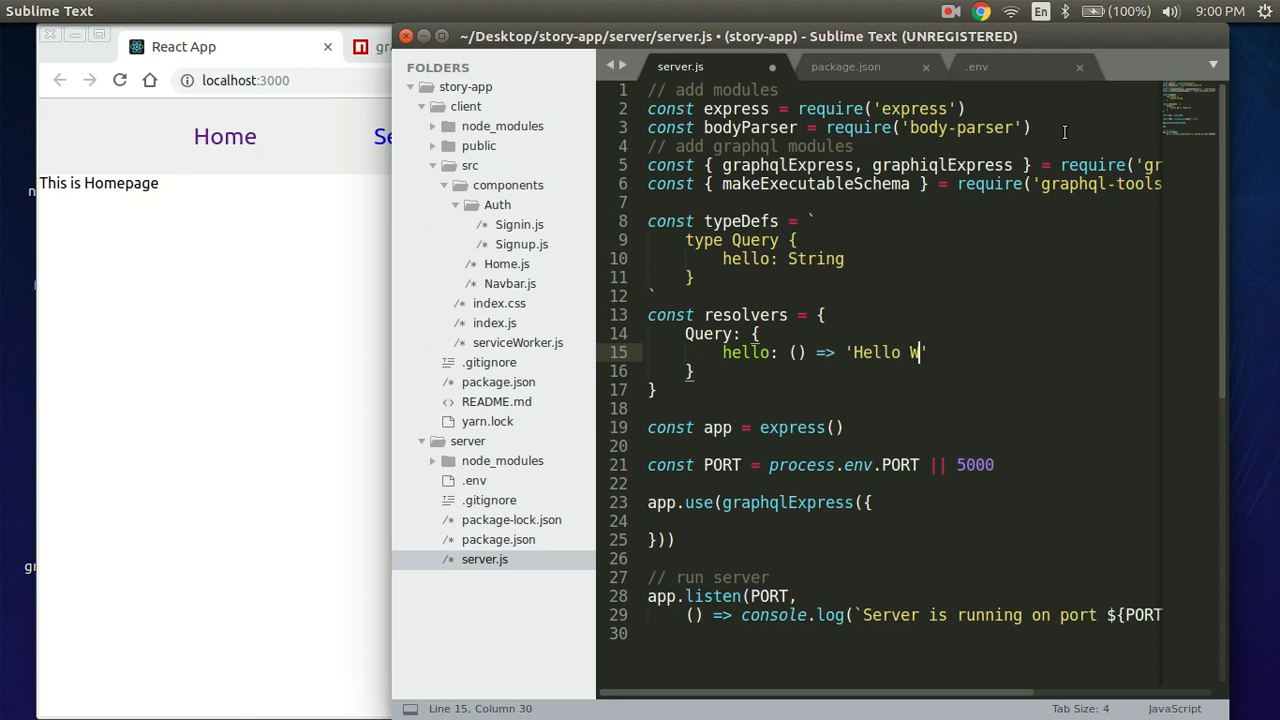 Sublime Text
En
(100%)
9:00 PM
React App
localhost:3000
Home
This is Homepage
~/Desktop/story-app/server/server.js • (story-app) - Sublime Text (UNREGISTERED)
FOLDERS
story-app
client
node_modules
public
src
components
Auth
Signin.js
Signup.js
Home.js
Navbar.js
index.css
index.js
serviceWorker.js
.gitignore
package.json
README.md
yarn.lock
server
node_modules
.env
.gitignore
package-lock.json
package.json
server.js
server.js
package.json
.env
1 // add modules
2 const express = require('express')
3 const bodyParser = require('body-parser')
4 // add graphql modules
5 const { graphqlExpress, graphiqlExpress } = require('gr
6 const { makeExecutableSchema } = require('graphql-tools
7
8 const typeDefs = `
9 type Query {
10 hello: String
11 }
12 `
13 const resolvers = {
14 Query: {
15 hello: () => 'Hello W'
16 }
17 }
18
19 const app = express()
20
21 const PORT = process.env.PORT || 5000
22
23 app.use(graphqlExpress({
24
25 }))
26
27 // run server
28 app.listen(PORT,
29 () => console.log(`Server is running on port ${PORT
30
Line 15, Column 30
Tab Size: 4
JavaScript